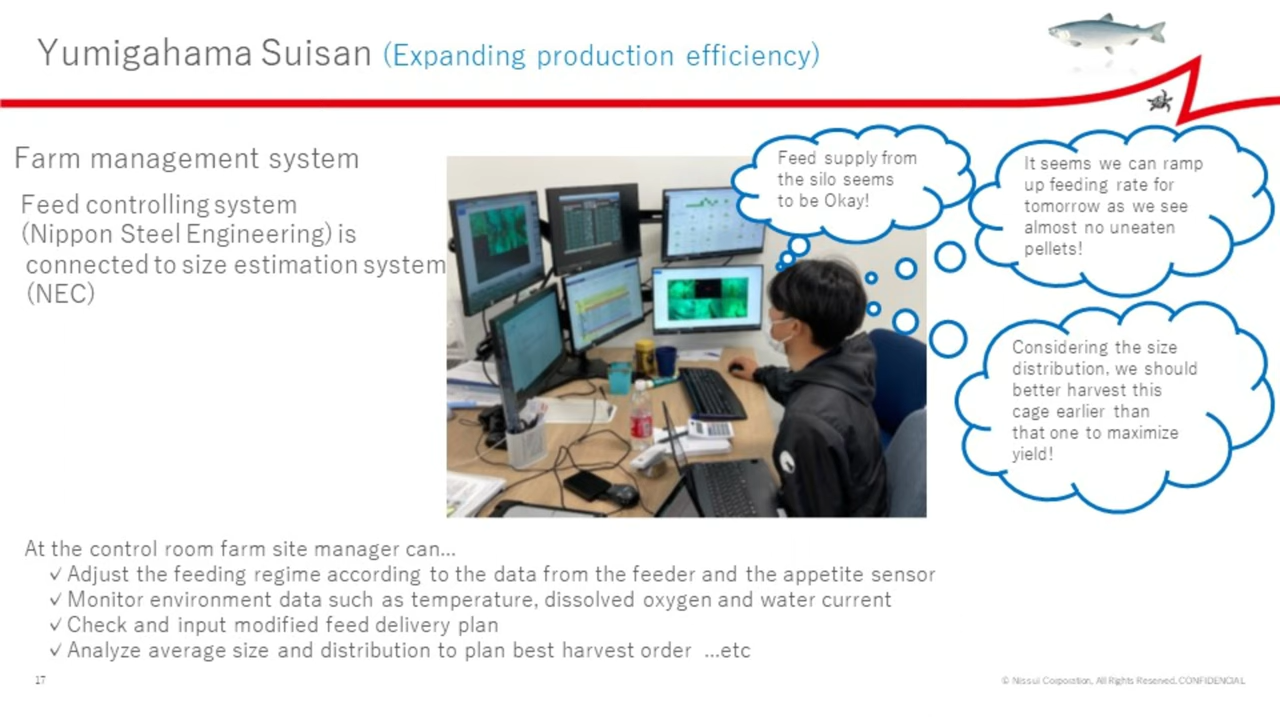 Yumigahama Suisan (Expanding production efficiency)
Farm management system
Feed controlling system
(Nippon Steel Engineering) is
connected to size estimation system
(NEC)
Feed supply from
the silo seems
to be Okay!
It seems we can ramp
up feeding rate for
tomorrow as we see
almost no uneaten
pellets!
Considering the size
distribution, we should
better harvest this
cage earlier than
that one to maximize
yield!
At the control room farm site manager can...
✓ Adjust the feeding regime according to the data from the feeder and the appetite sensor
✓ Monitor environment data such as temperature, dissolved oxygen and water current
✓ Check and input modified feed delivery plan
✓ Analyze average size and distribution to plan best harvest order ...etc
17
© Nissui Corporation, All Rights Reserved, CONFIDENCIAL